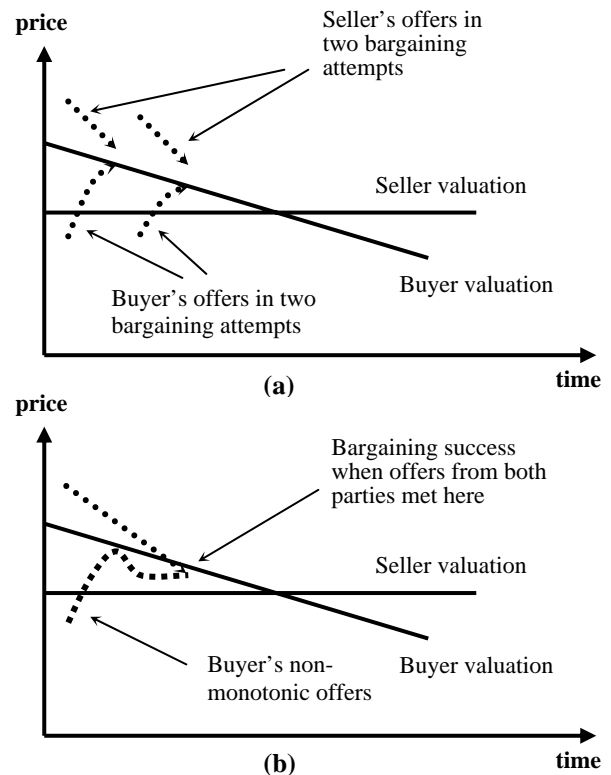 price
Seller’s offers in
two bargaining
attempts
Seller valuation
Buyer valuation
Buyer’s offers in two
bargaining attempts
time
(a)
price
Bargaining success
when offers from both
parties met here
Seller valuation
Buyer valuation
Buyer’s non-
monotonic offers
time
(b)